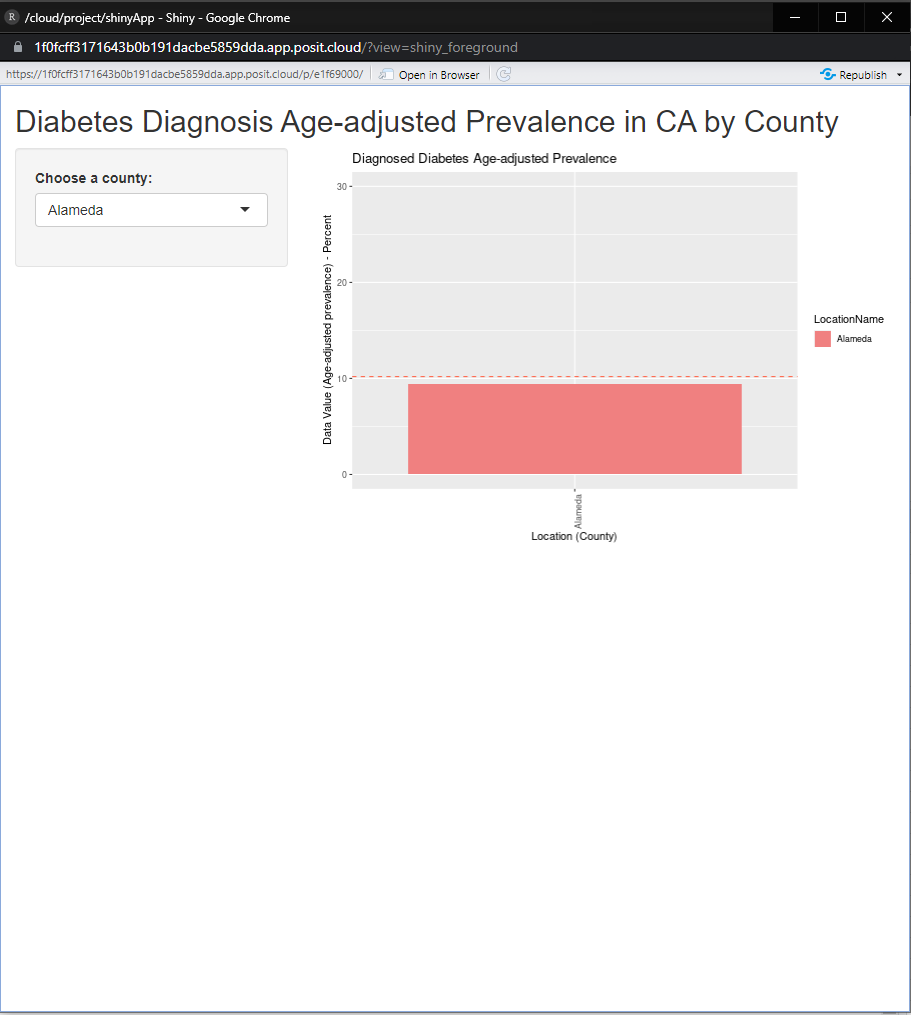 R /cloud/project/shinyApp - Shiny - Google Chrome
1f0fcff3171643b0b191dacbe5859dda.app.posit.cloud/?view=shiny_foreground
https://1f0fcff3171643b0b191dacbe5859dda.app.posit.cloud/p/e1f69000/ Open in Browser Republish
Diabetes Diagnosis Age-adjusted Prevalence in CA by County
Choose a county:
Alameda
Diagnosed Diabetes Age-adjusted Prevalence
Data Value (Age-adjusted prevalence) - Percent
30
20
10
0
Alameda
Location (County)
LocationName
Alameda